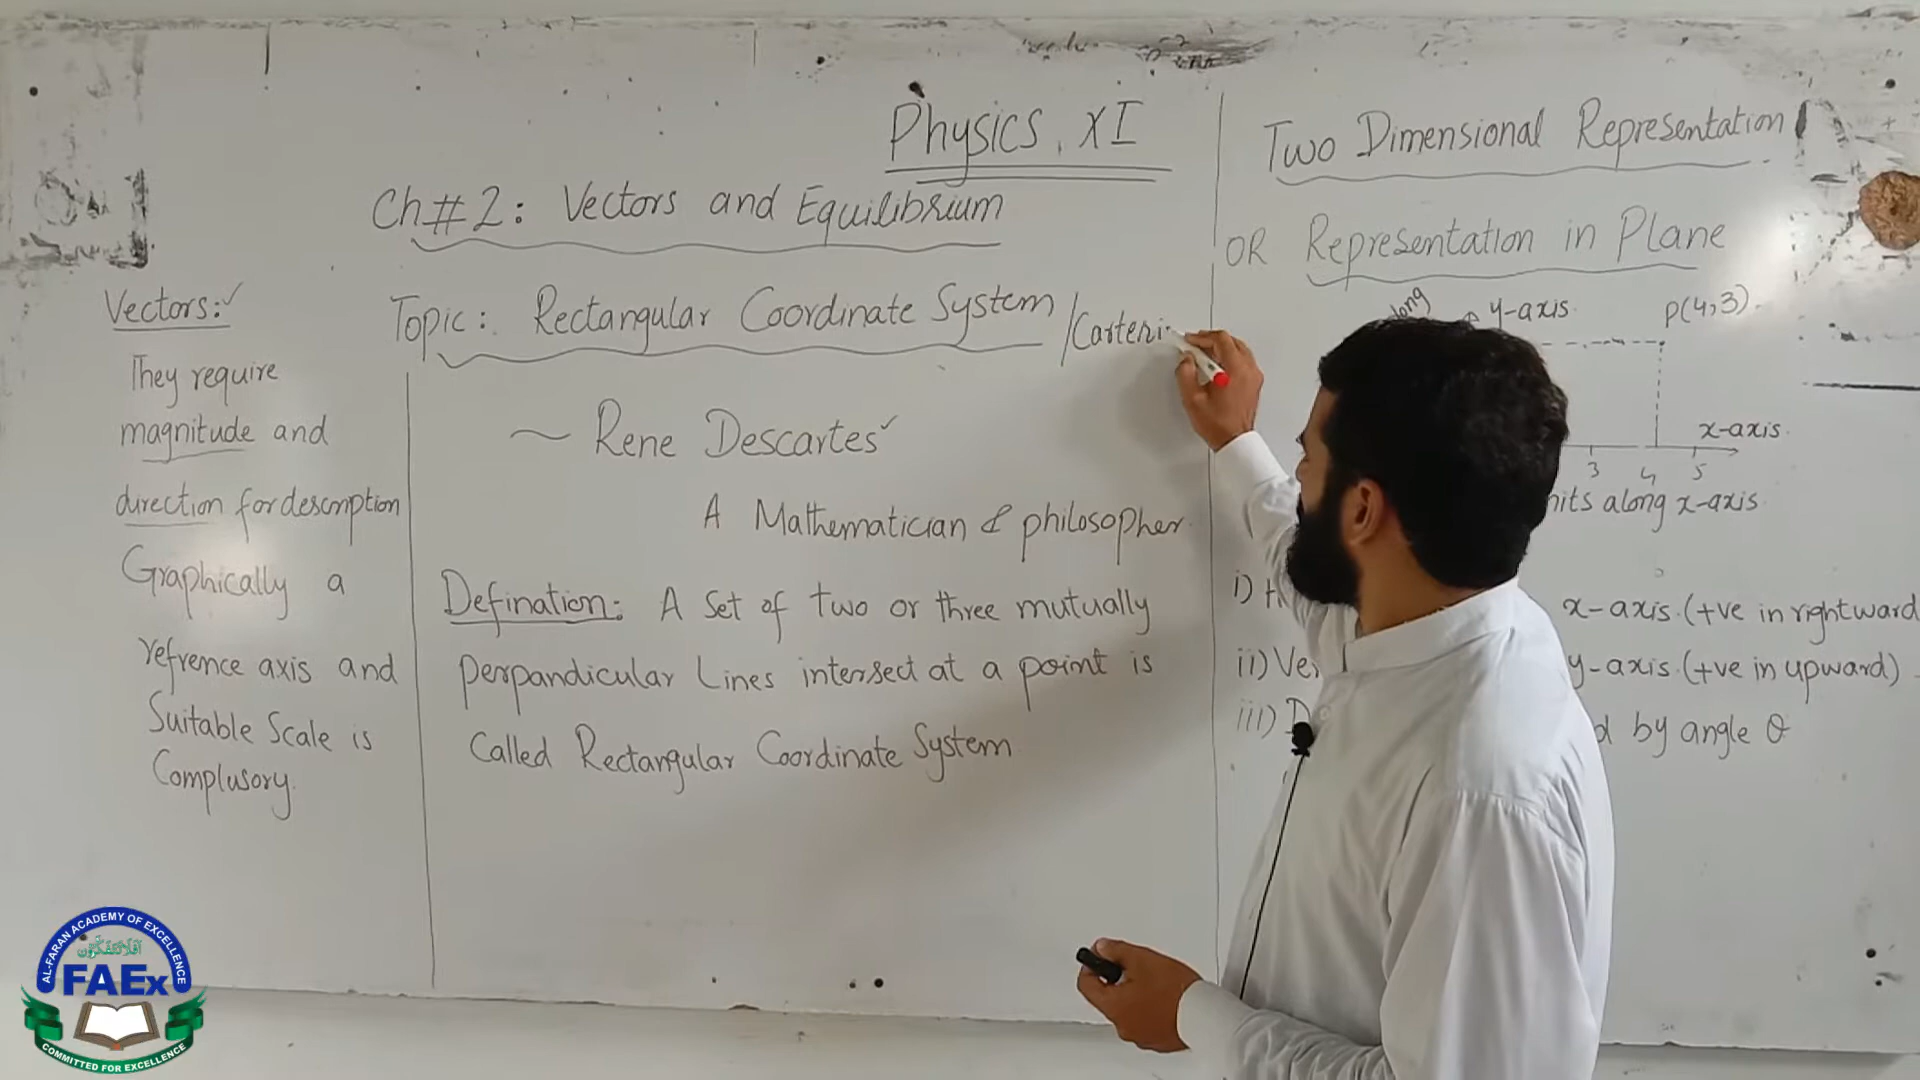 Physics, XI
Ch#2: Vectors and Equilibrium
Topic: Rectangular Coordinate System /Carteri
Vectors:
They require
magnitude and
direction for description
Graphically a
refrence axis and
Suitable Scale is
Complusory.
~ Rene Descartes
A Mathematician & philosopher
Defination: A Set of two or three mutually
perpandicular Lines intersect at a point is
Called Rectangular Coordinate System
Two Dimensional Representation
OR Representation in Plane
along
y-axis
P(4,3)
x-axis
3 4 5
along x-axis
i) x-axis (+ve in rightward
ii) y-axis (+ve in upward)
iii) by angle θ
AL-FARAN ACADEMY OF EXCELLENCE
FAEx
COMMITTED FOR EXCELLENCE